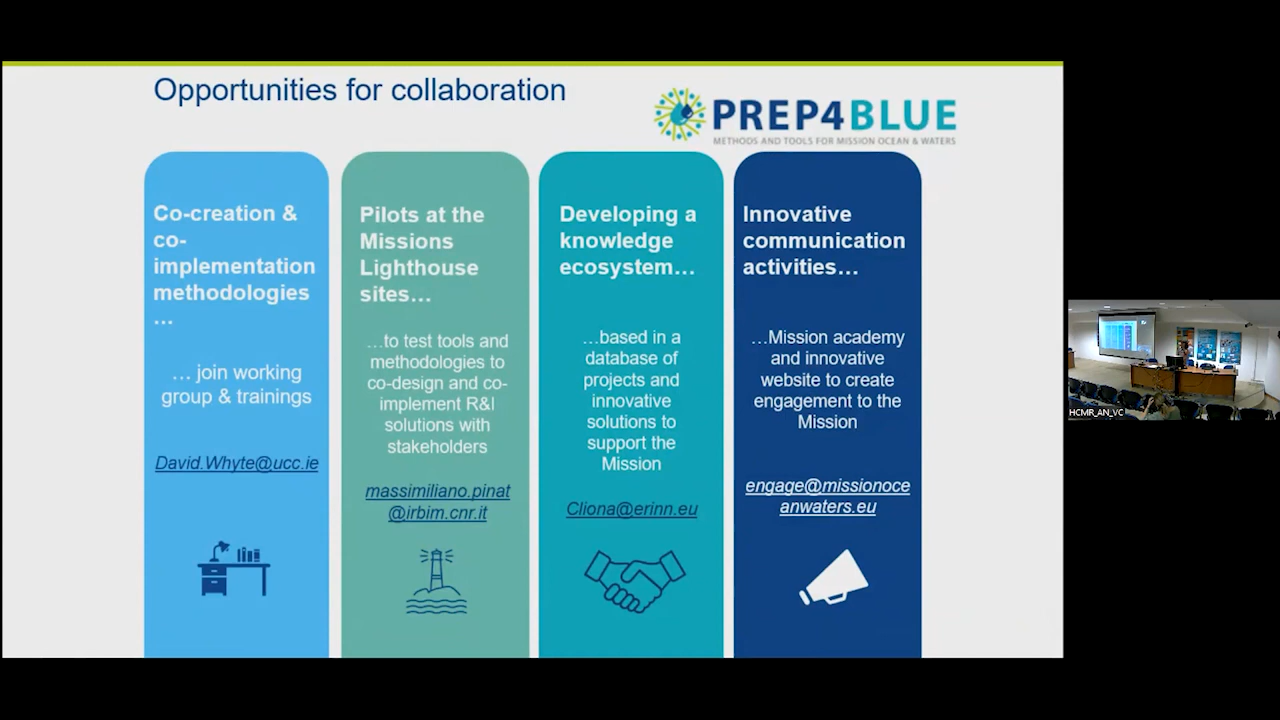 Opportunities for collaboration
PREP4BLUE
METHODS AND TOOLS FOR MISSION OCEAN & WATERS
Co-creation &
co-
implementation
methodologies
…
… join working
group & trainings
David.Whyte@ucc.ie
Pilots at the
Missions
Lighthouse
sites…
…to test tools and
methodologies to
co-design and co-
implement R&I
solutions with
stakeholders
massimiliano.pinat
@irbim.cnr.it
Developing a
knowledge
ecosystem…
…based in a
database of
projects and
innovative
solutions to
support the
Mission
Cliona@erinn.eu
Innovative
communication
activities…
…Mission academy
and innovative
website to create
engagement to the
Mission
engage@missionoce
anwaters.eu
HCMR_AN_VC